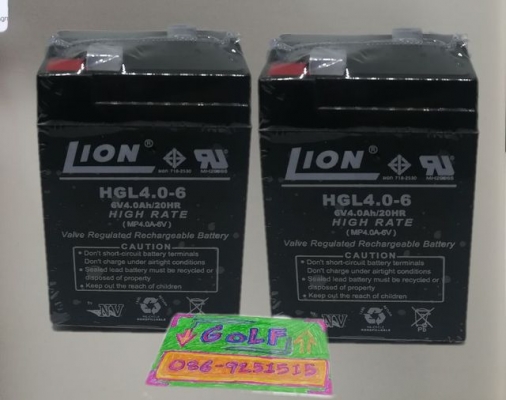 LION®
HGL4.0-6
6V4.0Ah/20HR
HIGH RATE
( MP4.0A-6V )
Valve Regulated Rechargeable Battery
CAUTION
• Don't short-circuit battery terminals
Don't charge under airtight conditions
• Sealed lead battery must be recycled or
disposed of property
• Keep out the reach of children
Pb
LION®
HGL4.0-6
6V4.0Ah/20HR
HIGH RATE
( MP4.0A-6V )
Valve Regulated Rechargeable Battery
CAUTION
• Don't short-circuit battery terminals
Don't charge under airtight conditions
• Sealed lead battery must be recycled or
disposed of property
• Keep out the reach of children
Pb
GOLF
086-9251515